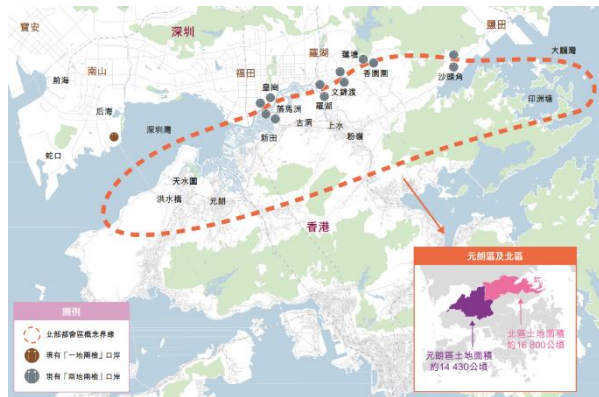 寶安
深圳
鹽田
羅湖
蓮塘
大鵬灣
南山
香園圍
福田
前海
皇崗
文錦渡
沙頭角
印洲塘
后海
落馬洲
羅湖
深圳灣
古洞
上水
新田
粉嶺
蛇口
天水圍
洪水橋
元朗
香港
圖例
北部都會區概念界線
現有「一地兩檢」口岸
現有「兩地兩檢」口岸
元朗區及北區
北區土地面積
約16 800公頃
元朗區土地面積
約14 430公頃